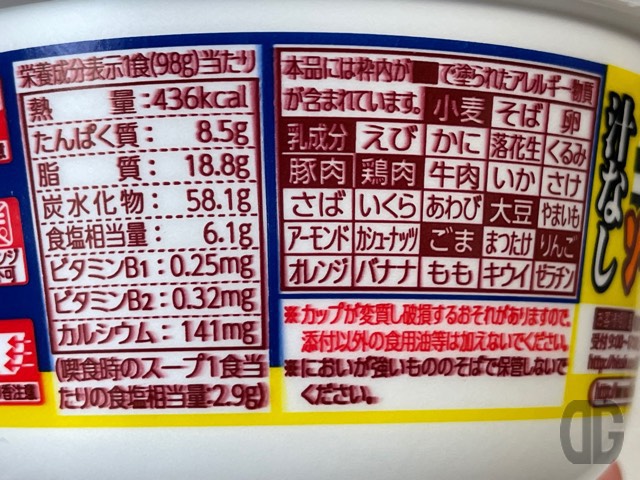 栄養成分表示1食(98g)当たり
熱量:436kcal
たんぱく質: 8.5g
脂質: 18.8g
炭水化物: 58.1g
食塩相当量: 6.1g
ビタミンB1: 0.25mg
ビタミンB2: 0.32mg
カルシウム: 141mg
(喫食時のスープ1食当
たりの食塩相当量:2.9g)
本品には枠内が■で塗られたアレルギー物質
が含まれています。 小麦 そば 卵
乳成分 えび かに 落花生 くるみ
豚肉 鶏肉 牛肉 いか さけ
さば いくら あわび 大豆 やまいも
アーモンド カシューナッツ ごま まつたけ りんご
オレンジ バナナ もも キウイ ゼラチン
※カップが変質し破損するおそれがありますので、
添付以外の食用油等は加えないでください。
※においが強いもののそばで保管しないで
ください。
汁なし
受付9:00
DG